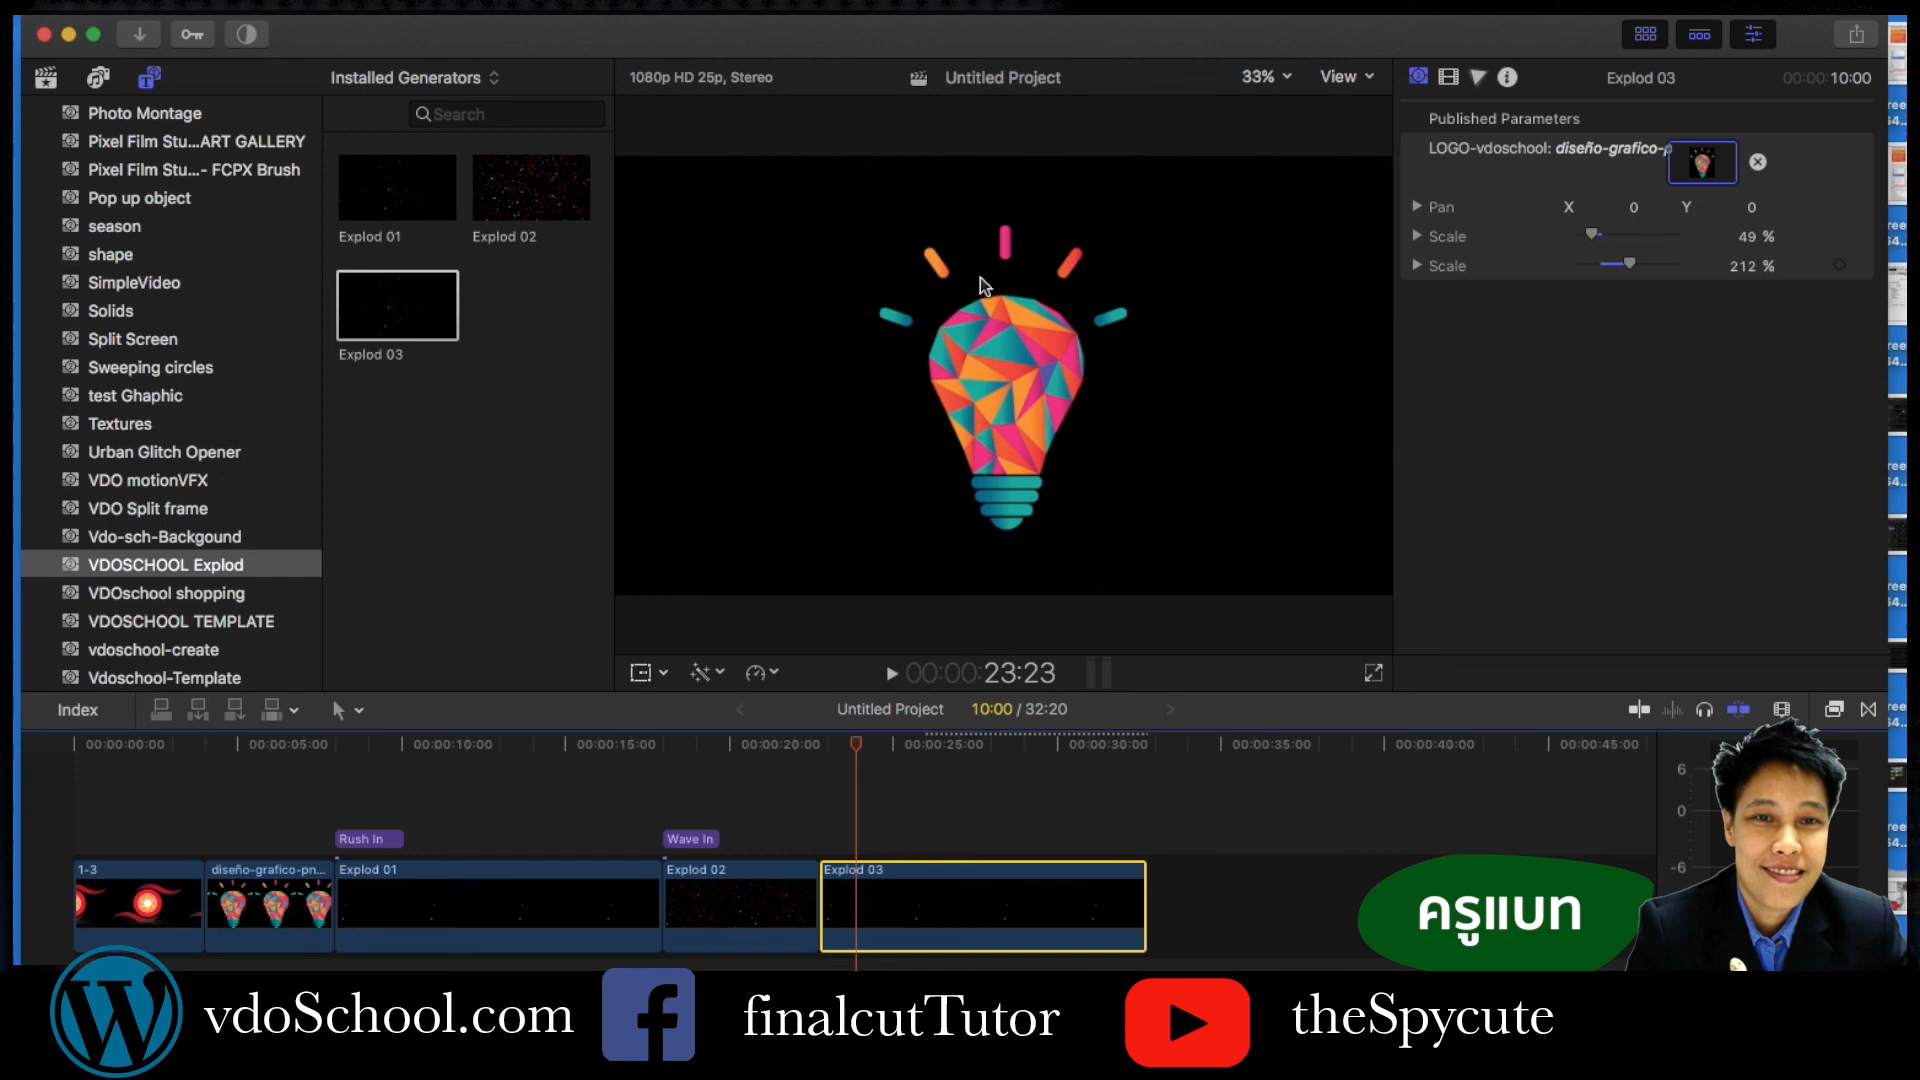 Installed Generators
1080p HD 25p, Stereo
Untitled Project
33%
View
Explod 03
00:00:10:00
Photo Montage
Pixel Film Stu...ART GALLERY
Pixel Film Stu...- FCPX Brush
Pop up object
season
shape
SimpleVideo
Solids
Split Screen
Sweeping circles
test Ghaphic
Textures
Urban Glitch Opener
VDO motionVFX
VDO Split frame
Vdo-sch-Backgound
VDOSCHOOL Explod
VDOschool shopping
VDOSCHOOL TEMPLATE
vdoschool-create
Vdoschool-Template
Search
Explod 01
Explod 02
Explod 03
Published Parameters
LOGO-vdoschool: diseño-grafico-p
Pan X 0 Y 0
Scale 49 %
Scale 212 %
00:00:23:23
Index
Untitled Project 10:00 / 32:20
00:00:00:00
00:00:05:00
00:00:10:00
00:00:15:00
00:00:20:00
00:00:25:00
00:00:30:00
00:00:35:00
00:00:40:00
00:00:45:00
6
0
-6
Rush In
Wave In
1-3
diseño-grafico-pn...
Explod 01
Explod 02
Explod 03
ครูแบท
vdoSchool.com
finalcutTutor
theSpycute